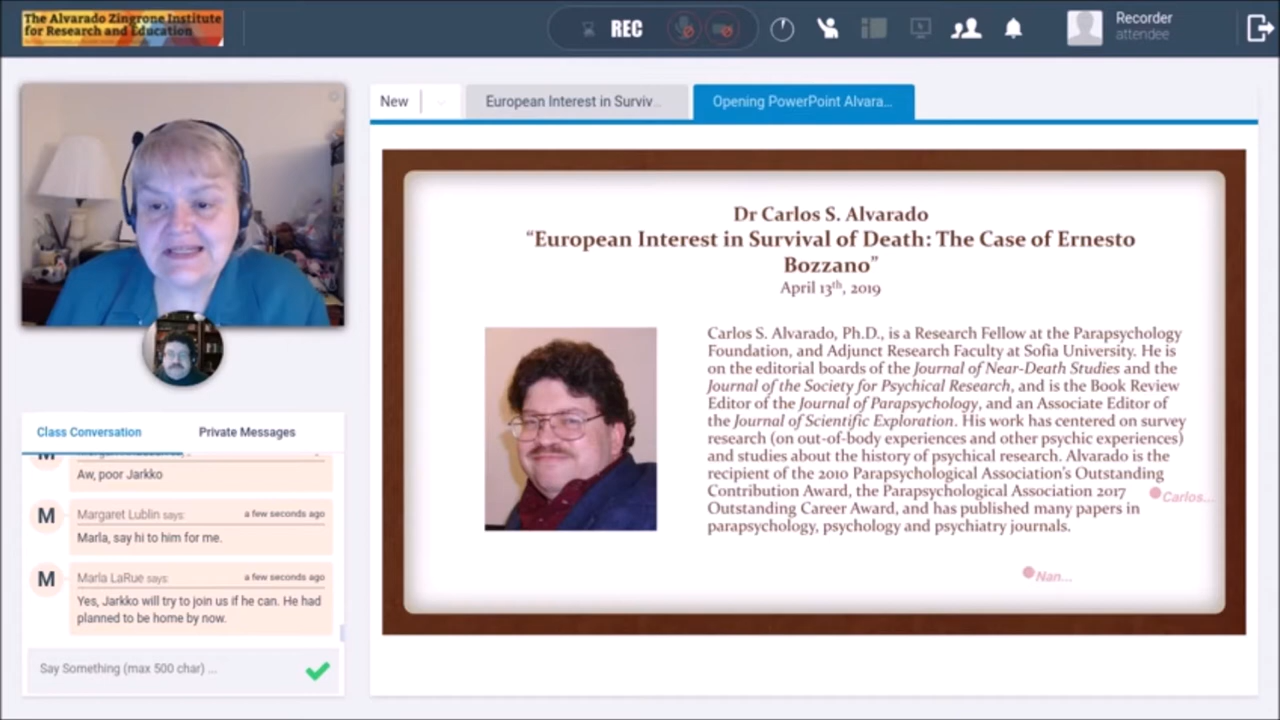 The Alvarado Zingrone Institute
for Research and Education
REC
Recorder
attendee
New
European Interest in Surviv..
Opening PowerPoint Alvara...
Dr Carlos S. Alvarado
“European Interest in Survival of Death: The Case of Ernesto
Bozzano”
April 13th, 2019
Carlos S. Alvarado, Ph.D., is a Research Fellow at the Parapsychology
Foundation, and Adjunct Research Faculty at Sofia University. He is
on the editorial boards of the Journal of Near-Death Studies and the
Journal of the Society for Psychical Research, and is the Book Review
Editor of the Journal of Parapsychology, and an Associate Editor of
the Journal of Scientific Exploration. His work has centered on survey
research (on out-of-body experiences and other psychic experiences)
and studies about the history of psychical research. Alvarado is the
recipient of the 2010 Parapsychological Association's Outstanding
Contribution Award, the Parapsychological Association 2017
Outstanding Career Award, and has published many papers in
parapsychology, psychology and psychiatry journals.
Carlos...
Nan...
Class Conversation
Private Messages
M
Aw, poor Jarkko
M
Margaret Lublin says:
a few seconds ago
Marla, say hi to him for me.
M
Marla LaRue says:
a few seconds ago
Yes, Jarkko will try to join us if he can. He had
planned to be home by now.
Say Something (max 500 char) ...